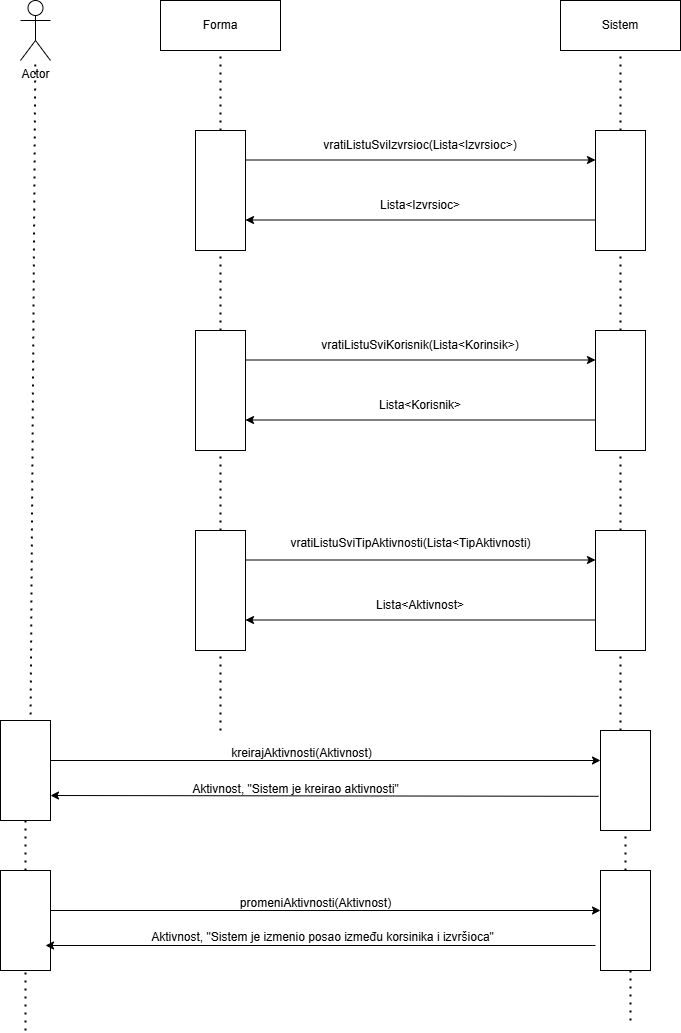 Forma
Sistem
Actor
vratiListuSviIzvrsioc(Lista<Izvrsioc>)
Lista<Izvrsioc>
vratiListuSviKorisnik(Lista<Korinsik>)
Lista<Korisnik>
vratiListuSviTipAktivnosti(Lista<TipAktivnosti)
Lista<Aktivnost>
kreirajAktivnosti(Aktivnost)
Aktivnost, "Sistem je kreirao aktivnosti"
promeniAktivnosti(Aktivnost)
Aktivnost, "Sistem je izmenio posao između korsinika i izvršioca"